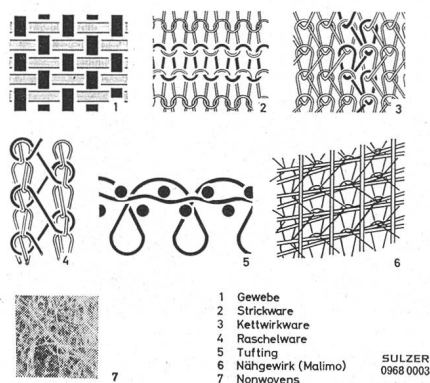 1
2
3
4
5
6
7
1 Gewebe
2 Strickware
3 Kettwirkware
4 Raschelware
5 Tufting
6 Nähgewirk (Malimo)
7 Nonwovens
SULZER
0968 0003